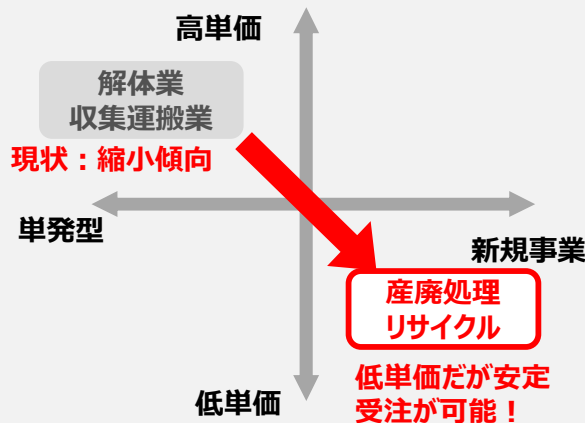 高単価
解体業
収集運搬業
現状：縮小傾向
単発型
新規事業
産廃処理
リサイクル
低単価だが安定
受注が可能！
低単価